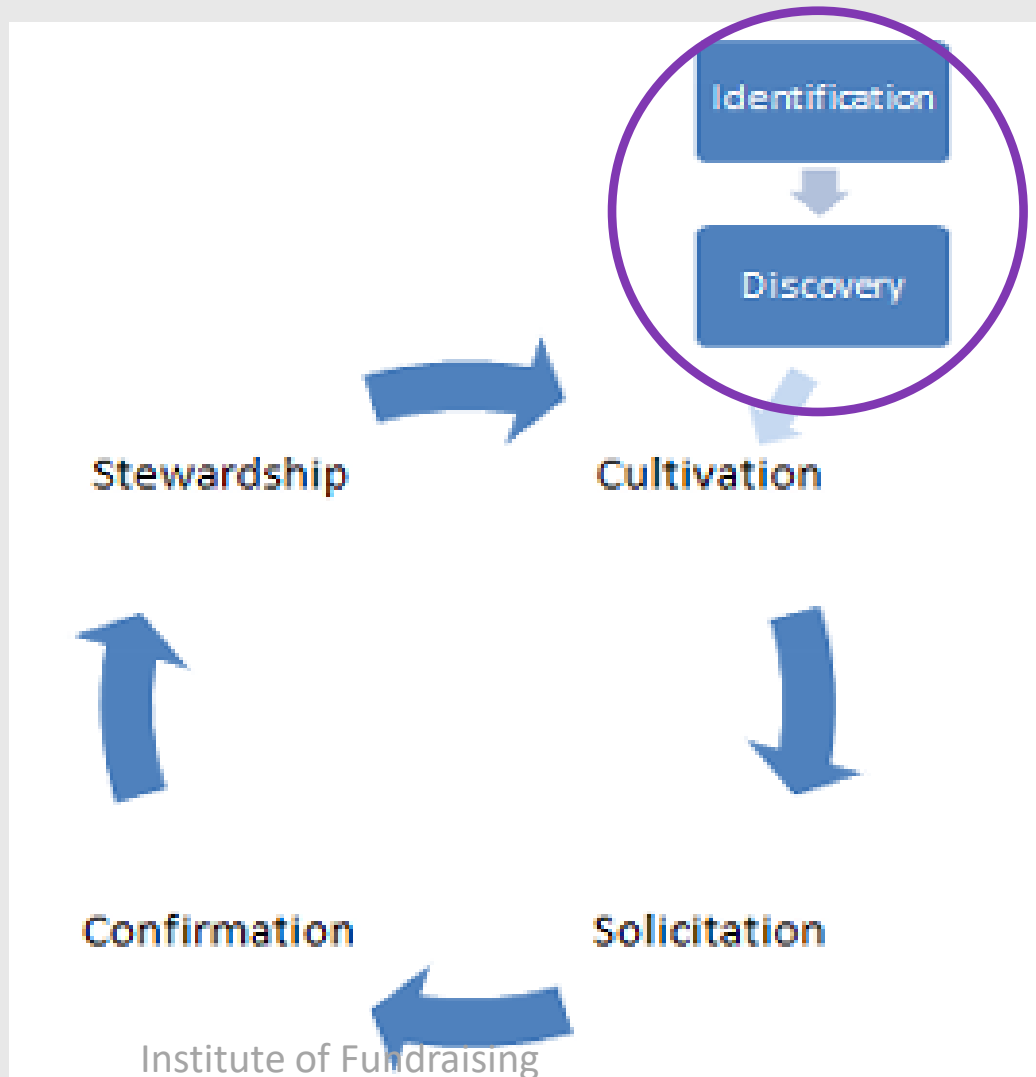 Identification
Discovery
Stewardship
Cultivation
Confirmation
Solicitation
Institute of Fundraising